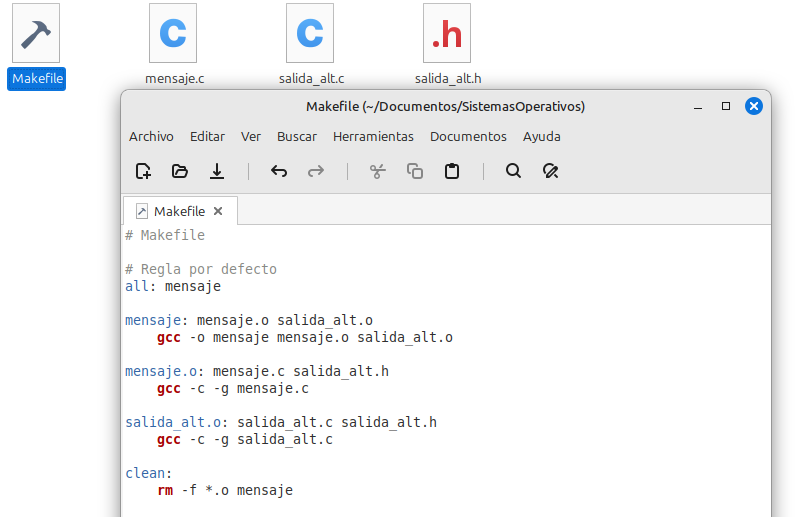 C
C
.h
Makefile
mensaje.c
salida_alt.c
salida_alt.h
Makefile (~/Documentos/SistemasOperativos)
Archivo Editar Ver Buscar Herramientas Documentos Ayuda
Makefile
# Makefile
# Regla por defecto
all: mensaje
mensaje: mensaje.o salida_alt.o
    gcc -o mensaje mensaje.o salida_alt.o
mensaje.o: mensaje.c salida_alt.h
    gcc -c -g mensaje.c
salida_alt.o: salida_alt.c salida_alt.h
    gcc -c -g salida_alt.c
clean:
    rm -f *.o mensaje